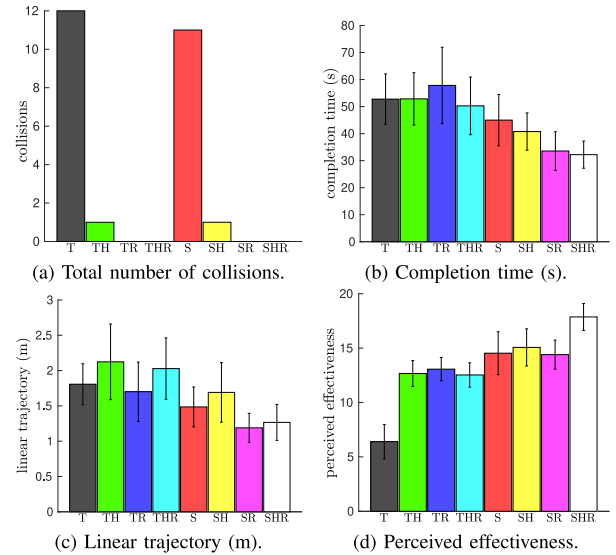 12
10
8
6
4
2
0
collisions
T TH TR THR S SH SR SHR
(a) Total number of collisions.
80
70
60
50
40
30
20
10
0
completion time (s)
T TH TR THR S SH SR SHR
(b) Completion time (s).
3
2.5
2
1.5
1
0.5
0
linear trajectory (m)
T TH TR THR S SH SR SHR
(c) Linear trajectory (m).
20
15
10
5
0
perceived effectiveness
T TH TR THR S SH SR SHR
(d) Perceived effectiveness.